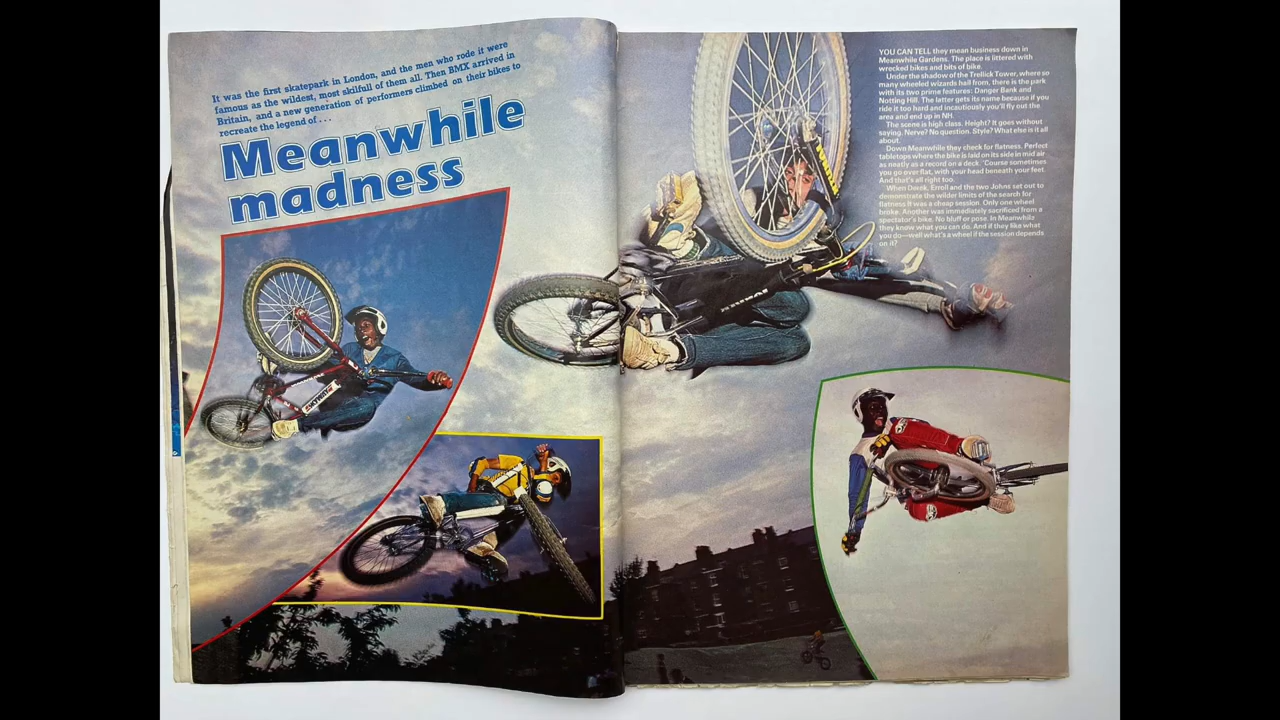 It was the first skatepark in London, and the men who rode it were
famous as the wildest, most skilfull of them all. Then BMX arrived in
Britain, and a new generation of performers climbed on their bikes to
recreate the legend of . . .
Meanwhile
madness
YOU CAN TELL they mean business down in
Meanwhile Gardens. The place is littered with
wrecked bikes and bits of bike.
Under the shadow of the Trellick Tower, where so
many wheeled wizards hail from, there is the park
with its two prime features: Danger Bank and
Notting Hill. The latter gets its name because if you
ride it too hard and incautiously you'll fly out the
area and end up in NH.
The scene is high class. Height? It goes without
saying. Nerve? No question. Style? What else is it all
about.
Down Meanwhile they check for flatness. Perfect
tabletops where the bike is laid on its side in mid air
as neatly as a record on a deck. 'Course sometimes
you go over flat, with your head beneath your feet.
And that's all right too.
When Derek, Erroll and the two Johns set out to
demonstrate the wilder limits of the search for
flatness it was a cheap session. Only one wheel
broke. Another was immediately sacrificed from a
spectator's bike. No bluff or pose. In Meanwhile
they know what you can do. And if they like what
you do—well what's a wheel if the session depends
on it?
SKYWAY